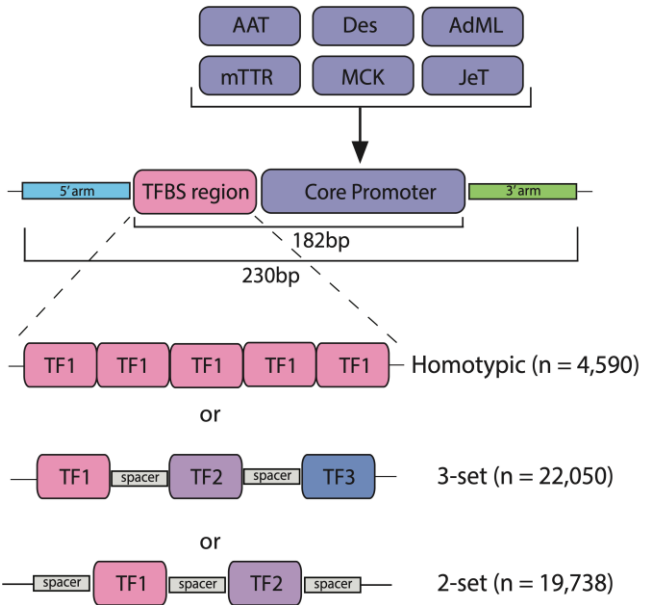 AAT Des AdML
mTTR MCK JeT
5' arm TFBS region Core Promoter 3' arm
182bp
230bp
TF1 TF1 TF1 TF1 TF1 Homotypic (n = 4,590)
or
TF1 spacer TF2 spacer TF3 3-set (n = 22,050)
or
spacer TF1 spacer TF2 spacer 2-set (n = 19,738)